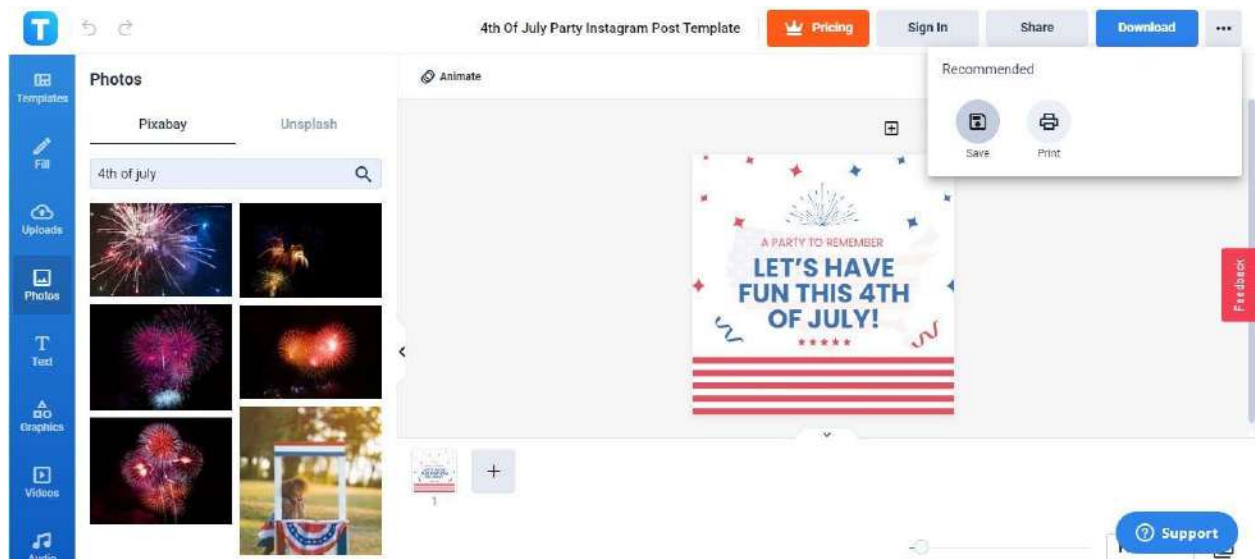 T
4th Of July Party Instagram Post Template
Pricing
Sign In
Share
Download
Templates
Fill
Uploads
Photos
Text
Graphics
Videos
Audio
Photos
Pixabay
Unsplash
4th of july
Animate
Recommended
Save
Print
A PARTY TO REMEMBER
LET'S HAVE
FUN THIS 4TH
OF JULY!
1
Feedback
Support